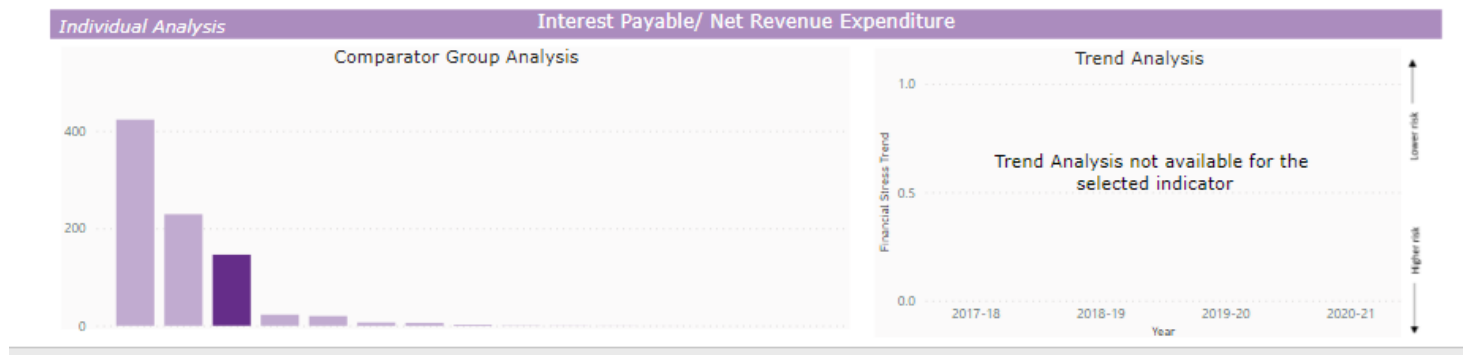 Individual Analysis
Interest Payable/ Net Revenue Expenditure
Comparator Group Analysis
400
200
0
Trend Analysis
1.0
0.5
0.0
Financial Stress Trend
Trend Analysis not available for the
selected indicator
2017-18 2018-19 2019-20 2020-21
Year
Lower risk
Higher risk